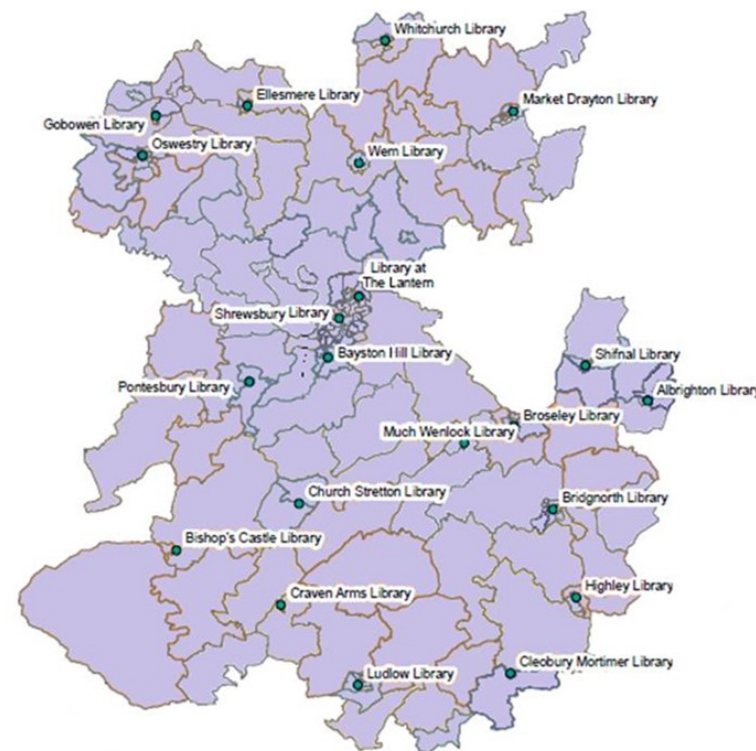 Whitchurch Library
Ellesmere Library
Market Drayton Library
Gobowen Library
Oswestry Library
Wem Library
Library at
The Lantern
Shrewsbury Library
Bayston Hill Library
Shifnal Library
Pontesbury Library
Albrighton Library
Broseley Library
Much Wenlock Library
Church Stretton Library
Bridgnorth Library
Bishop's Castle Library
Craven Arms Library
Highley Library
Ludlow Library
Cleobury Mortimer Library